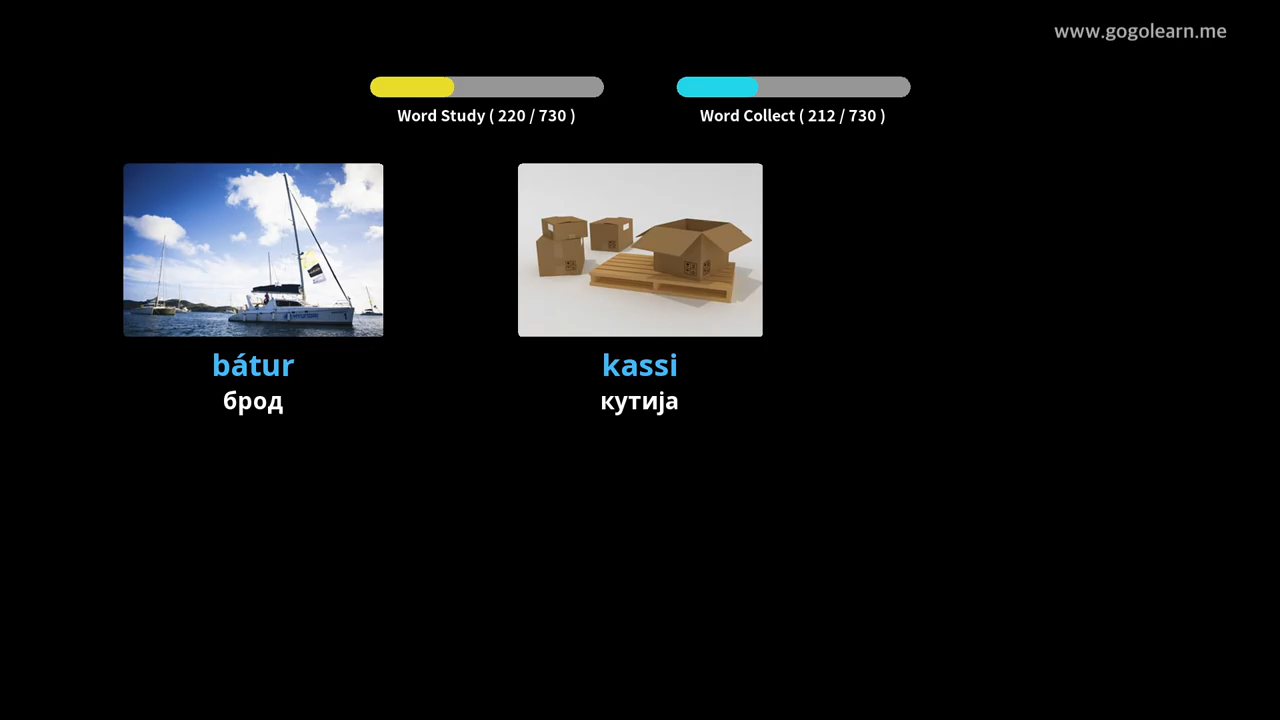 www.gogolearn.me
Word Study ( 220 / 730 )
Word Collect ( 212 / 730 )
bátur
kassi
брод
кутија